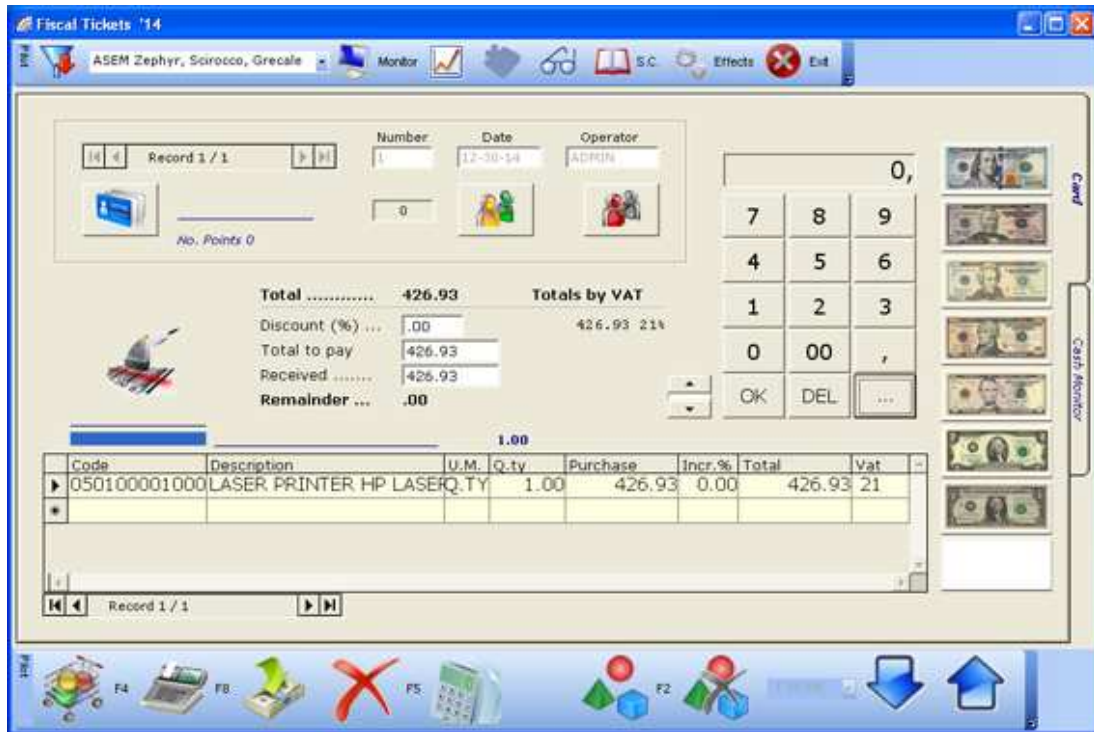 Fiscal Tickets '14
Pilot
ASEM Zephyr, Scirocco, Grecale
Monitor
S.C.
Effects
Exit
Number Date Operator
Record 1 / 1 1 12-30-14 ADMIN
0
No. Points 0
0,
7 8 9
4 5 6
1 2 3
0 00 ,
OK DEL ...
Card
Cash Monitor
Total ............ 426.93 Totals by VAT
Discount (%) ... .00 426.93 21%
Total to pay 426.93
Received ....... 426.93
Remainder ... .00
1.00
Code Description U.M. Q.ty Purchase Incr.% Total Vat
050100001000 LASER PRINTER HP LASER Q.TY 1.00 426.93 0.00 426.93 21
*
Record 1 / 1
Pilot
F4 F8 F5 F2